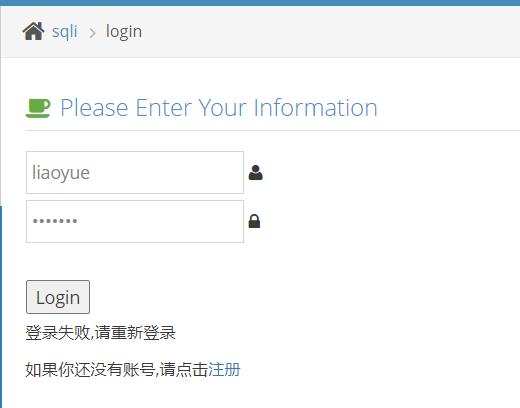 sqli > login
Please Enter Your Information
liaoyue
•••••••
Login
登录失败,请重新登录
如果你还没有账号,请点击注册